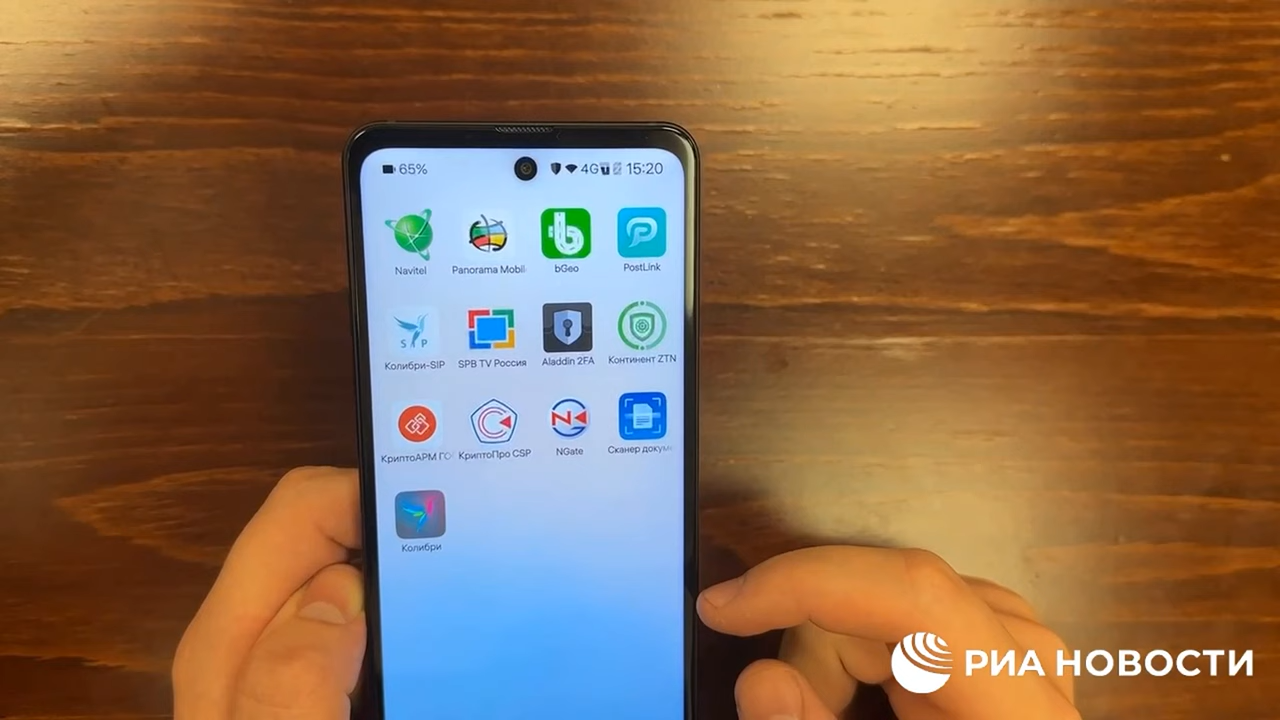 65%
4G 15:20
Navitel
Panorama Mobil
bGeo
PostLink
Колибри-SIP
SPB TV Россия
Aladdin 2FA
Континент ZTN
КриптоАРМ ГО
КриптоПро CSP
NGate
Сканер докум
Колибри
S P
РИА НОВОСТИ